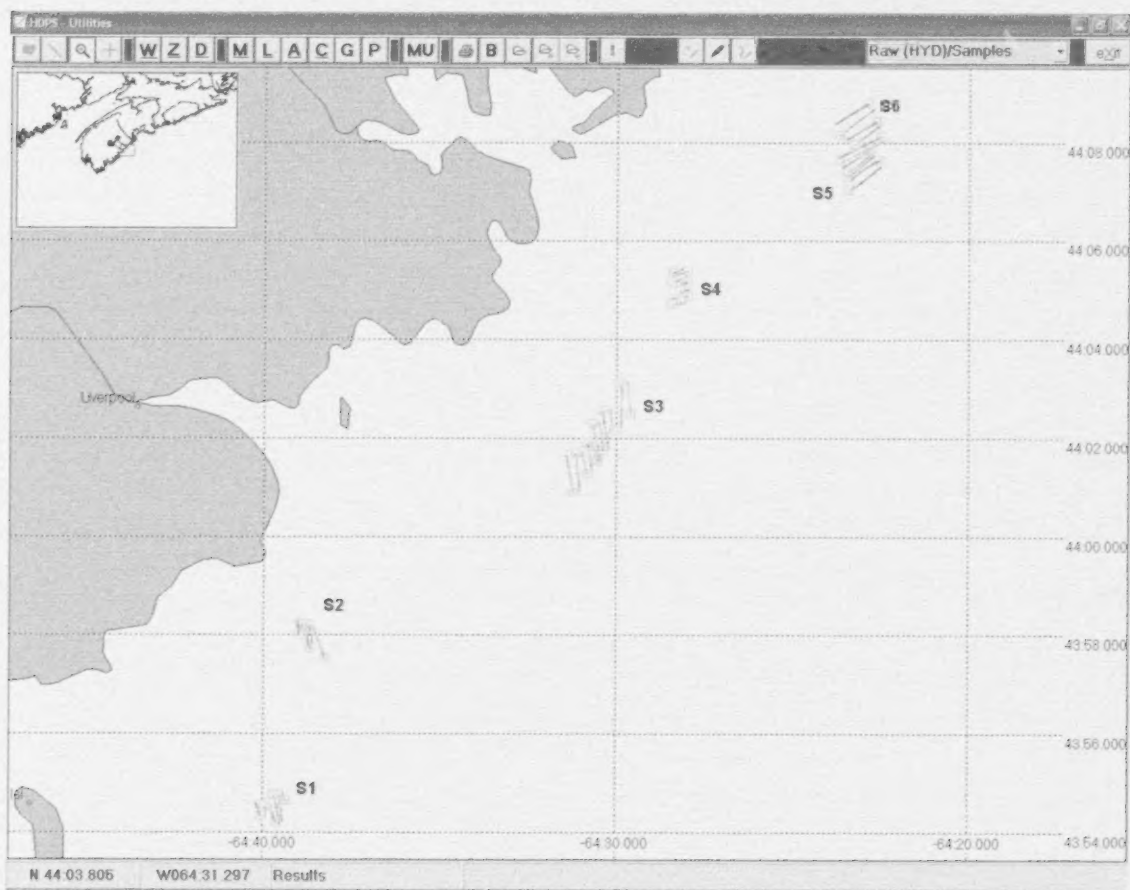 HDPS - Utilities
W Z D M L A C G P MU B ! Raw (HYD)/Samples eXit
S6
44:08.000
S5
44:06.000
S4
44:04.000
Liverpool
S3
44:02.000
44:00.000
S2
43:58.000
43:56.000
S1
-64:40.000 -64:30.000 -64:20.000 43:54.000
N 44:03.806 W064:31.297 Results